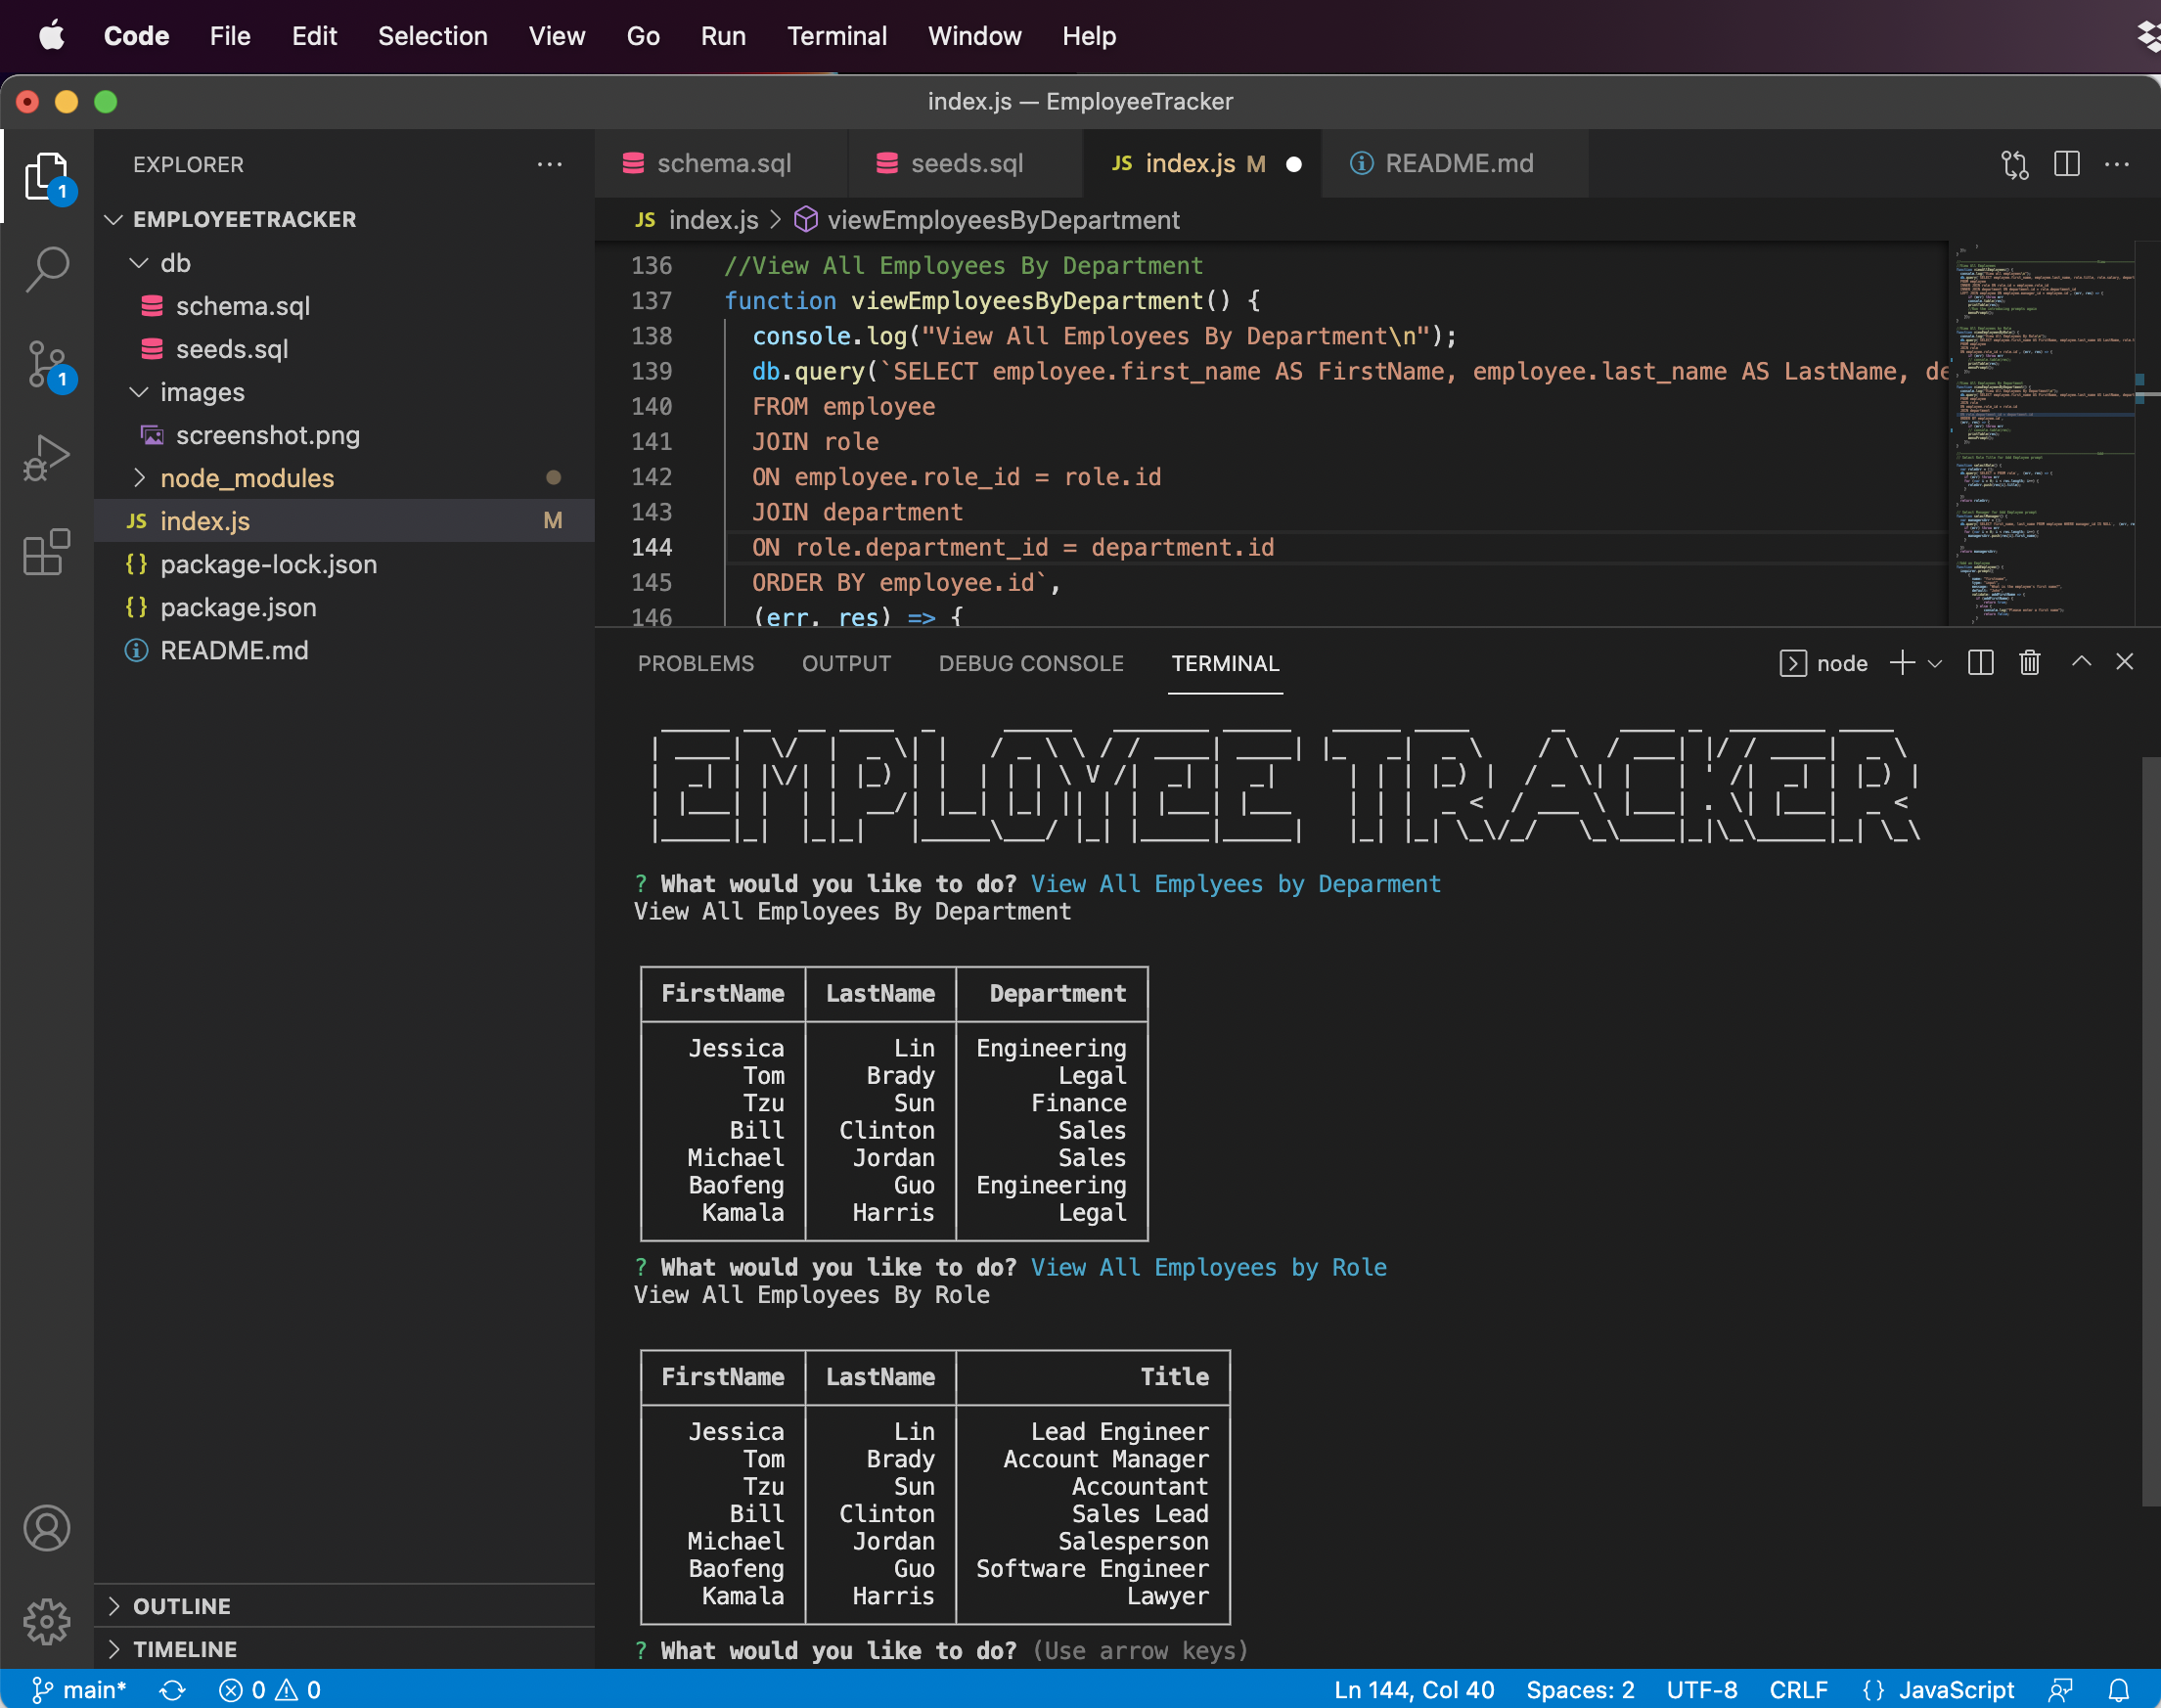 Code File Edit Selection View Go Run Terminal Window Help
index.js — EmployeeTracker
EXPLORER
1
1
EMPLOYEETRACKER
db
schema.sql
seeds.sql
images
screenshot.png
node_modules
JS index.js M
{} package-lock.json
{} package.json
README.md
OUTLINE
TIMELINE
schema.sql seeds.sql JS index.js M README.md
JS index.js > viewEmployeesByDepartment
136 //View All Employees By Department
137 function viewEmployeesByDepartment() {
138 console.log("View All Employees By Department\n");
139 db.query(`SELECT employee.first_name AS FirstName, employee.last_name AS LastName, de
140 FROM employee
141 JOIN role
142 ON employee.role_id = role.id
143 JOIN department
144 ON role.department_id = department.id
145 ORDER BY employee.id`,
146 (err, res) => {
PROBLEMS OUTPUT DEBUG CONSOLE TERMINAL node
EMPLOYEE TRACKER
? What would you like to do? View All Emplyees by Deparment
View All Employees By Department
FirstName LastName Department
Jessica Lin Engineering
Tom Brady Legal
Tzu Sun Finance
Bill Clinton Sales
Michael Jordan Sales
Baofeng Guo Engineering
Kamala Harris Legal
? What would you like to do? View All Employees by Role
View All Employees By Role
FirstName LastName Title
Jessica Lin Lead Engineer
Tom Brady Account Manager
Tzu Sun Accountant
Bill Clinton Sales Lead
Michael Jordan Salesperson
Baofeng Guo Software Engineer
Kamala Harris Lawyer
? What would you like to do? (Use arrow keys)
main* 0 0 Ln 144, Col 40 Spaces: 2 UTF-8 CRLF {} JavaScript